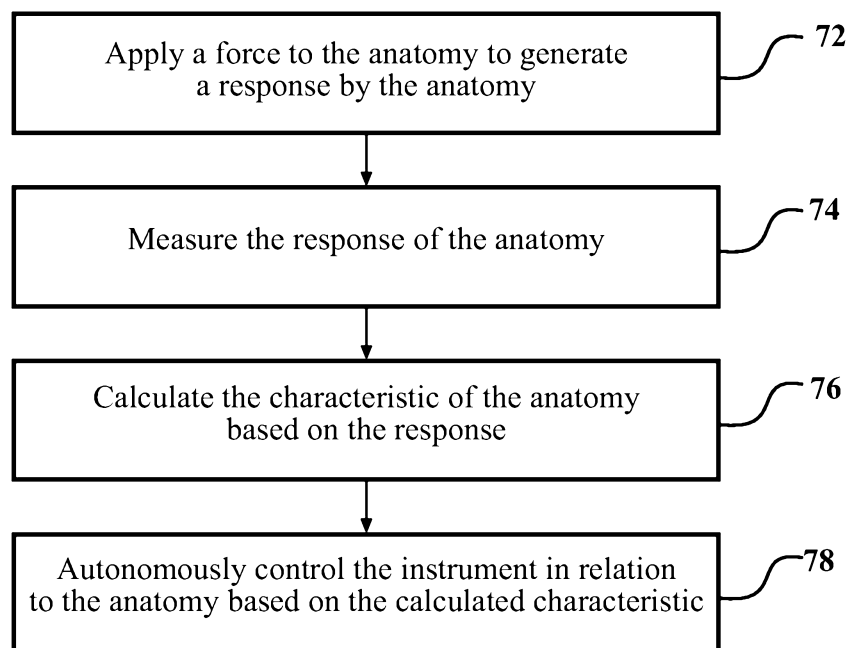 Apply a force to the anatomy to generate
a response by the anatomy
72
Measure the response of the anatomy
74
Calculate the characteristic of the anatomy
based on the response
76
Autonomously control the instrument in relation
to the anatomy based on the calculated characteristic
78